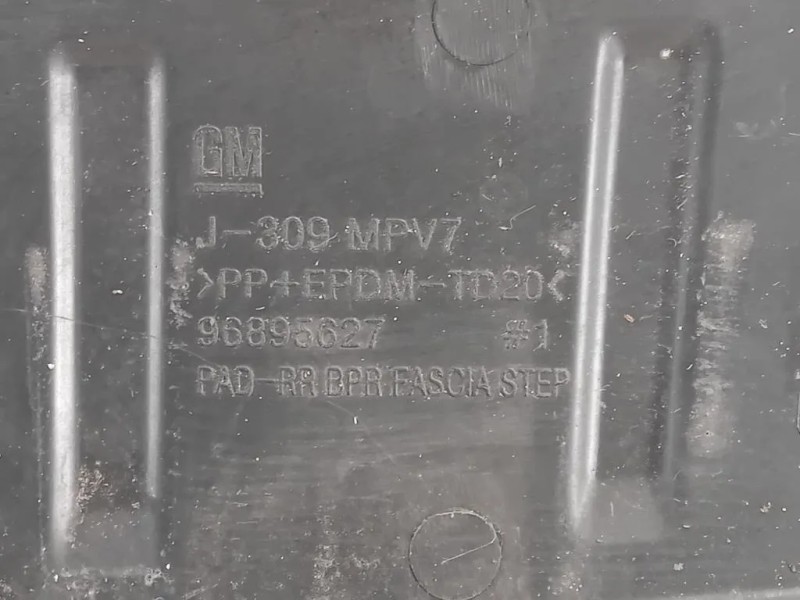 GM
J-309 MPV7
>PP+EPDM-TD20<
96895627 #1
PAD-RR BPR FASCIA STEP